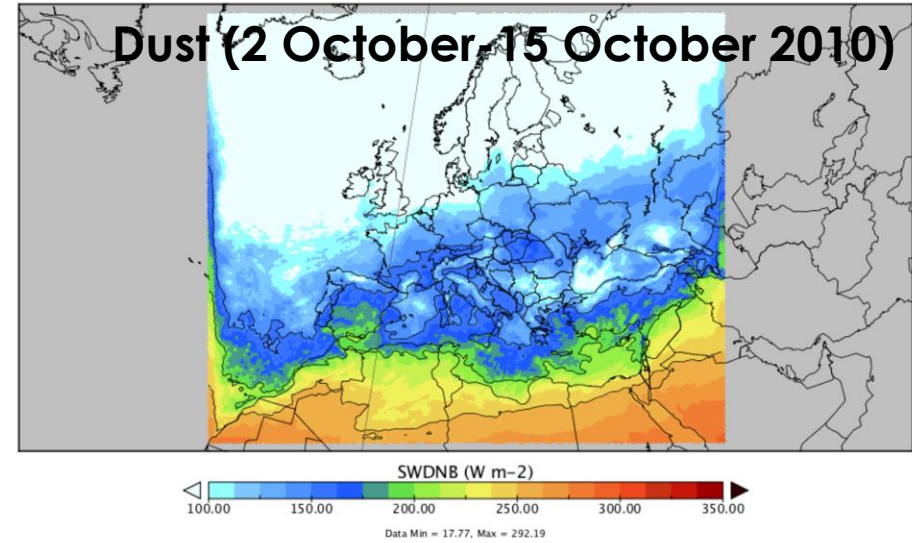 Dust (2 October-15 October 2010)
SWDNB (W m−2)
100.00 150.00 200.00 250.00 300.00 350.00
Data Min = 17.77, Max = 292.19